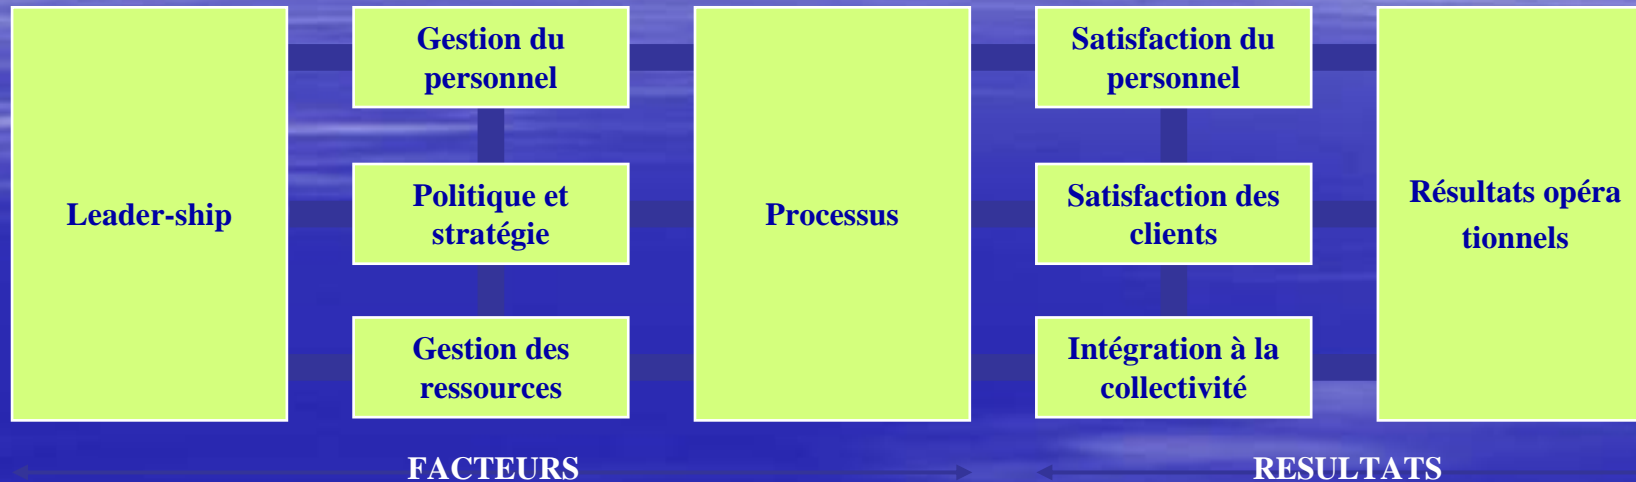 Leader-ship
Gestion du
personnel
Politique et
stratégie
Gestion des
ressources
Processus
Satisfaction du
personnel
Satisfaction des
clients
Intégration à la
collectivité
Résultats opéra
tionnels
FACTEURS
RESULTATS